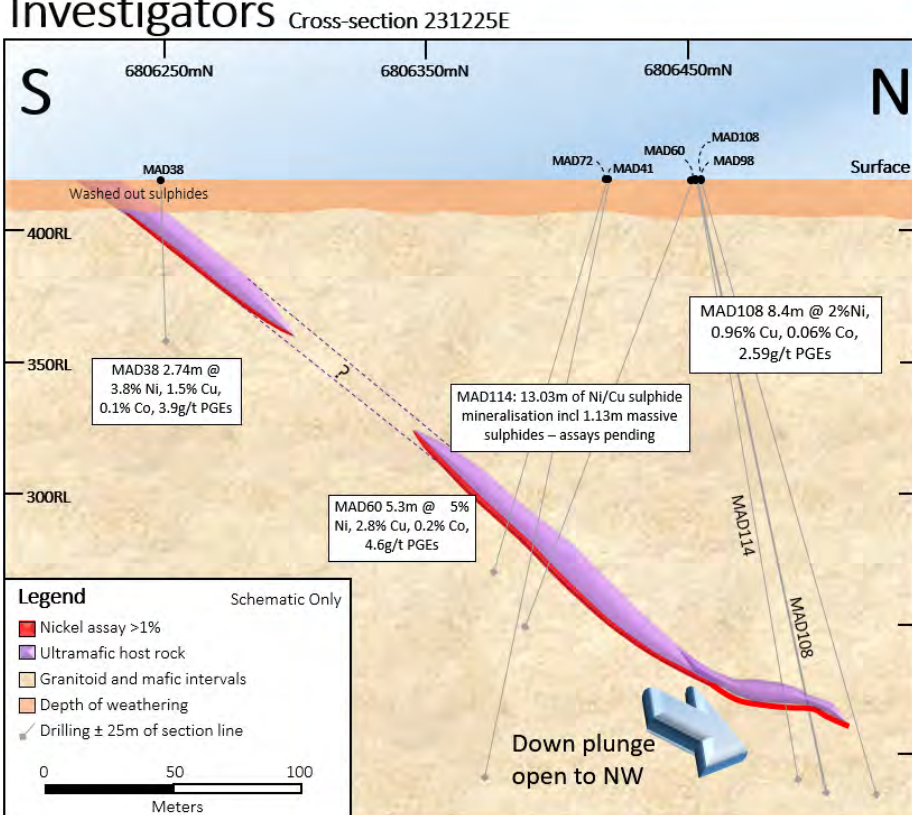 Investigators Cross-section 231225E
6806250mN
6806350mN
6806450mN
S
N
MAD38
MAD72
MAD41
MAD60
MAD108
MAD98
Surface
Washed out sulphides
400RL
350RL
300RL
MAD108 8.4m @ 2%Ni,
0.96% Cu, 0.06% Co,
2.59g/t PGEs
MAD38 2.74m @
3.8% Ni, 1.5% Cu,
0.1% Co, 3.9g/t PGEs
?
MAD114: 13.03m of Ni/Cu sulphide
mineralisation incl 1.13m massive
sulphides – assays pending
MAD60 5.3m @ 5%
Ni, 2.8% Cu, 0.2% Co,
4.6g/t PGEs
MAD114
MAD108
Down plunge
open to NW
Legend
Schematic Only
Nickel assay >1%
Ultramafic host rock
Granitoid and mafic intervals
Depth of weathering
Drilling ± 25m of section line
0 50 100
Meters